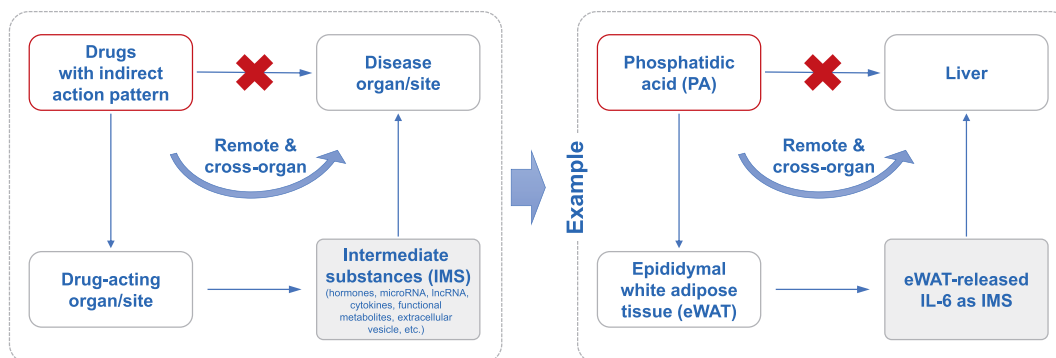 Drugs
with indirect
action pattern
Disease
organ/site
Remote &
cross-organ
Drug-acting
organ/site
Intermediate
substances (IMS)
(hormones, microRNA, lncRNA,
cytokines, functional
metabolites, extracellular
vesicle, etc.)
Example
Phosphatidic
acid (PA)
Liver
Remote &
cross-organ
Epididymal
white adipose
tissue (eWAT)
eWAT-released
IL-6 as IMS